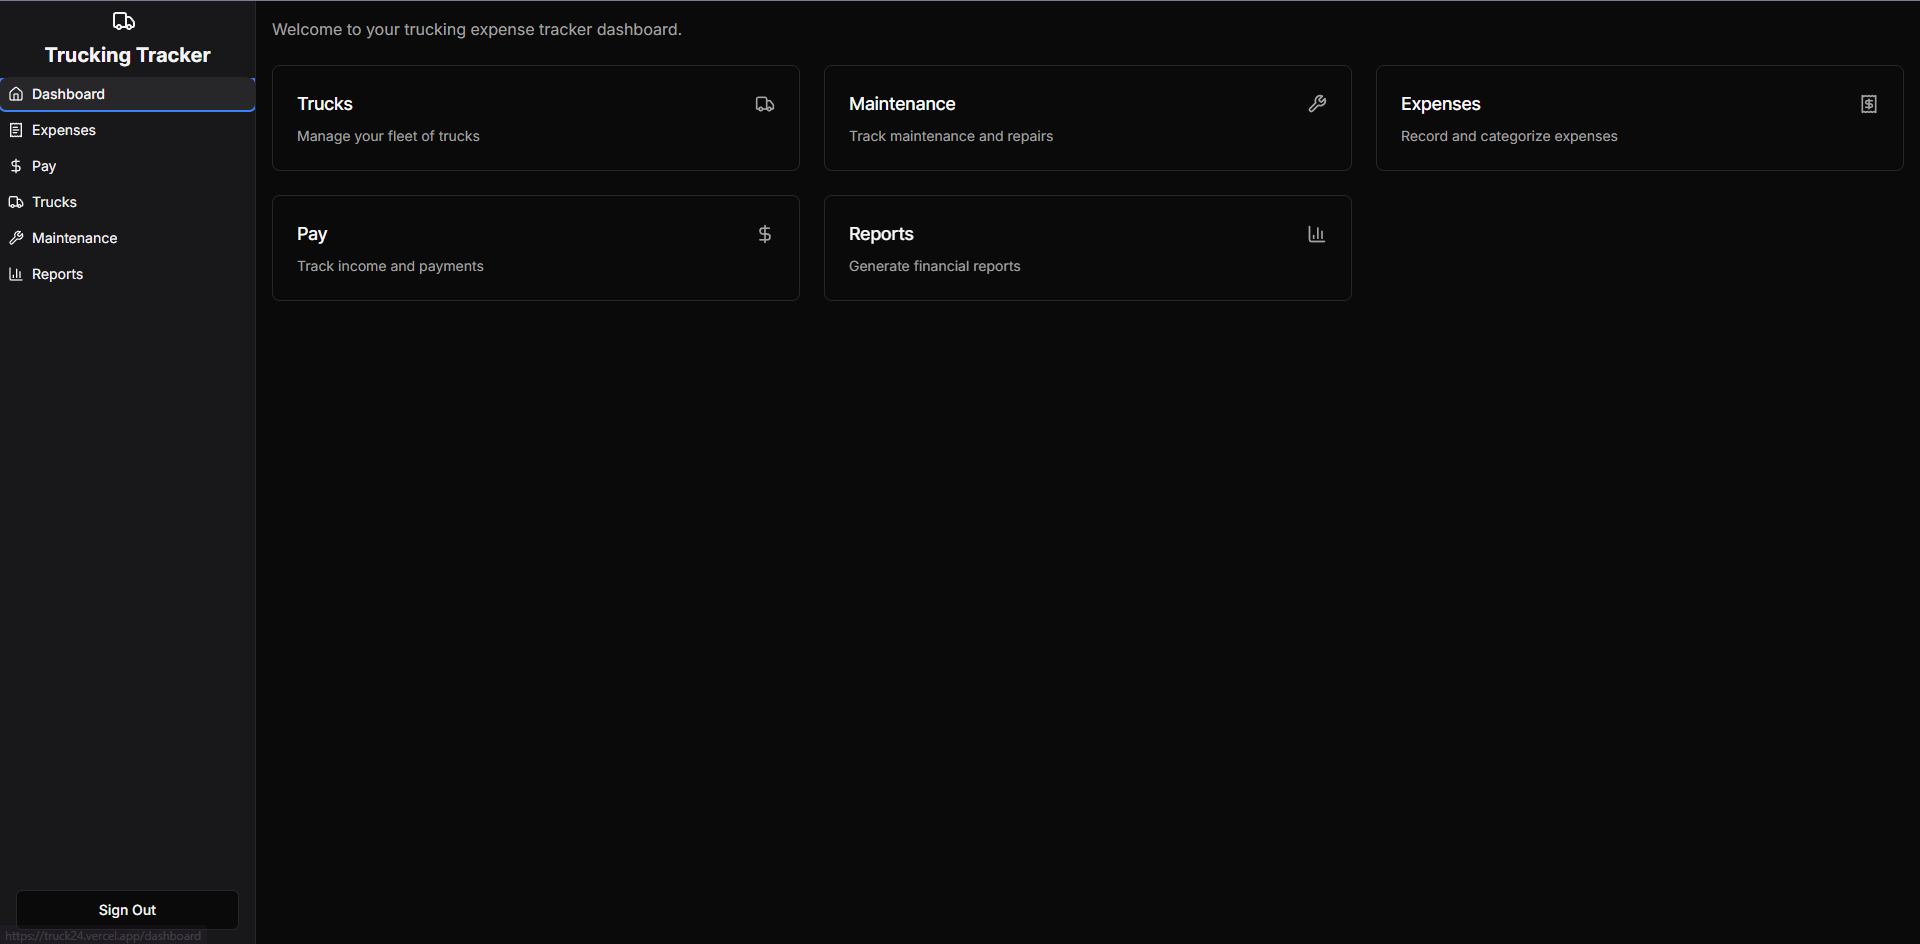 Trucking Tracker
Dashboard
Expenses
Pay
Trucks
Maintenance
Reports
Sign Out
https://truck24.vercel.app/dashboard
Welcome to your trucking expense tracker dashboard.
Trucks
Manage your fleet of trucks
Maintenance
Track maintenance and repairs
Expenses
Record and categorize expenses
Pay
Track income and payments
Reports
Generate financial reports